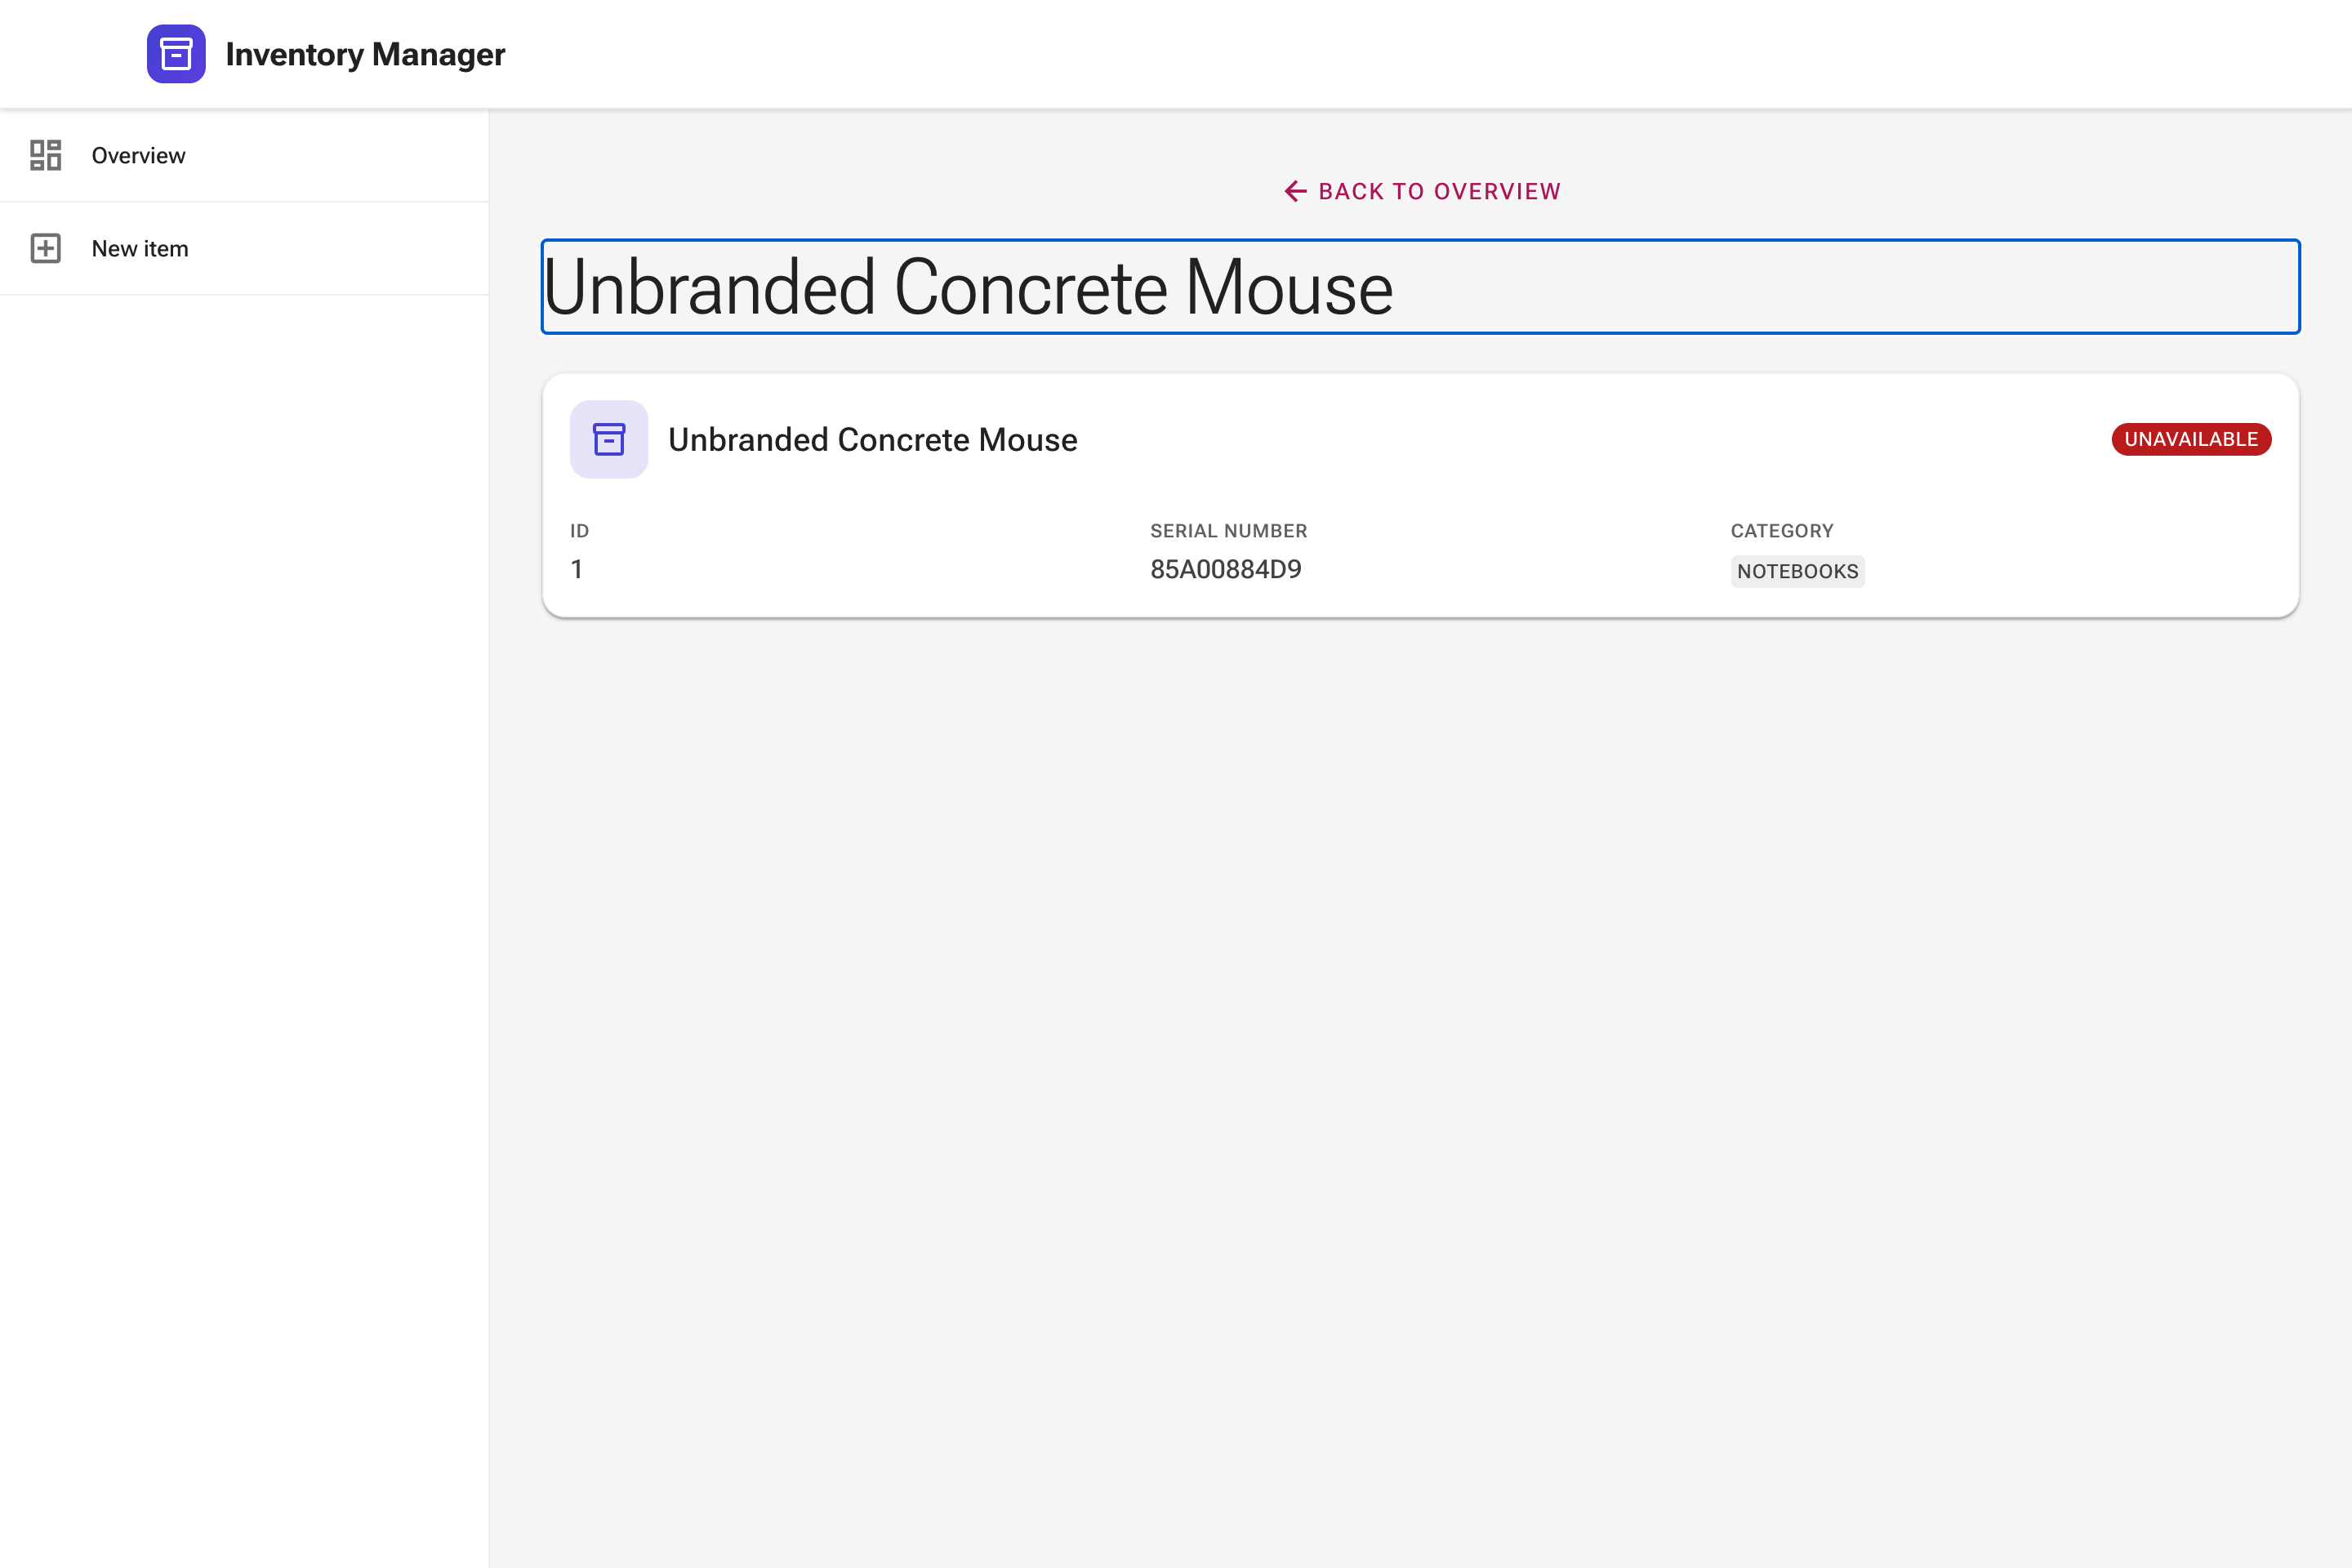 Inventory Manager
Overview
New item
BACK TO OVERVIEW
Unbranded Concrete Mouse
Unbranded Concrete Mouse
UNAVAILABLE
ID
1
SERIAL NUMBER
85A00884D9
CATEGORY
NOTEBOOKS